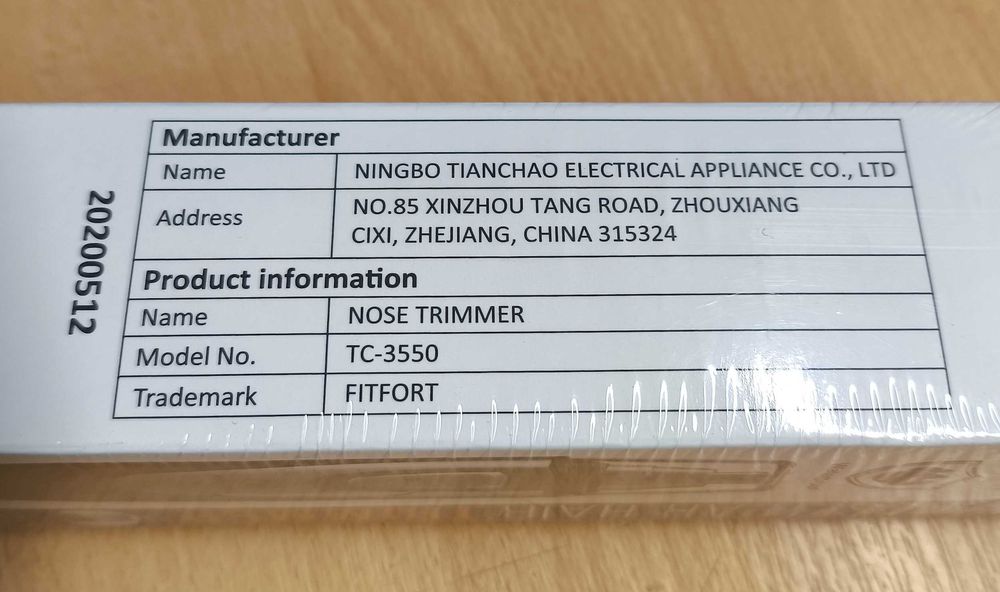 Manufacturer
Name NINGBO TIANCHAO ELECTRICAL APPLIANCE CO., LTD
Address NO.85 XINZHOU TANG ROAD, ZHOUXIANG
CIXI, ZHEJIANG, CHINA 315324
Product information
Name NOSE TRIMMER
Model No. TC-3550
Trademark FITFORT
20200512